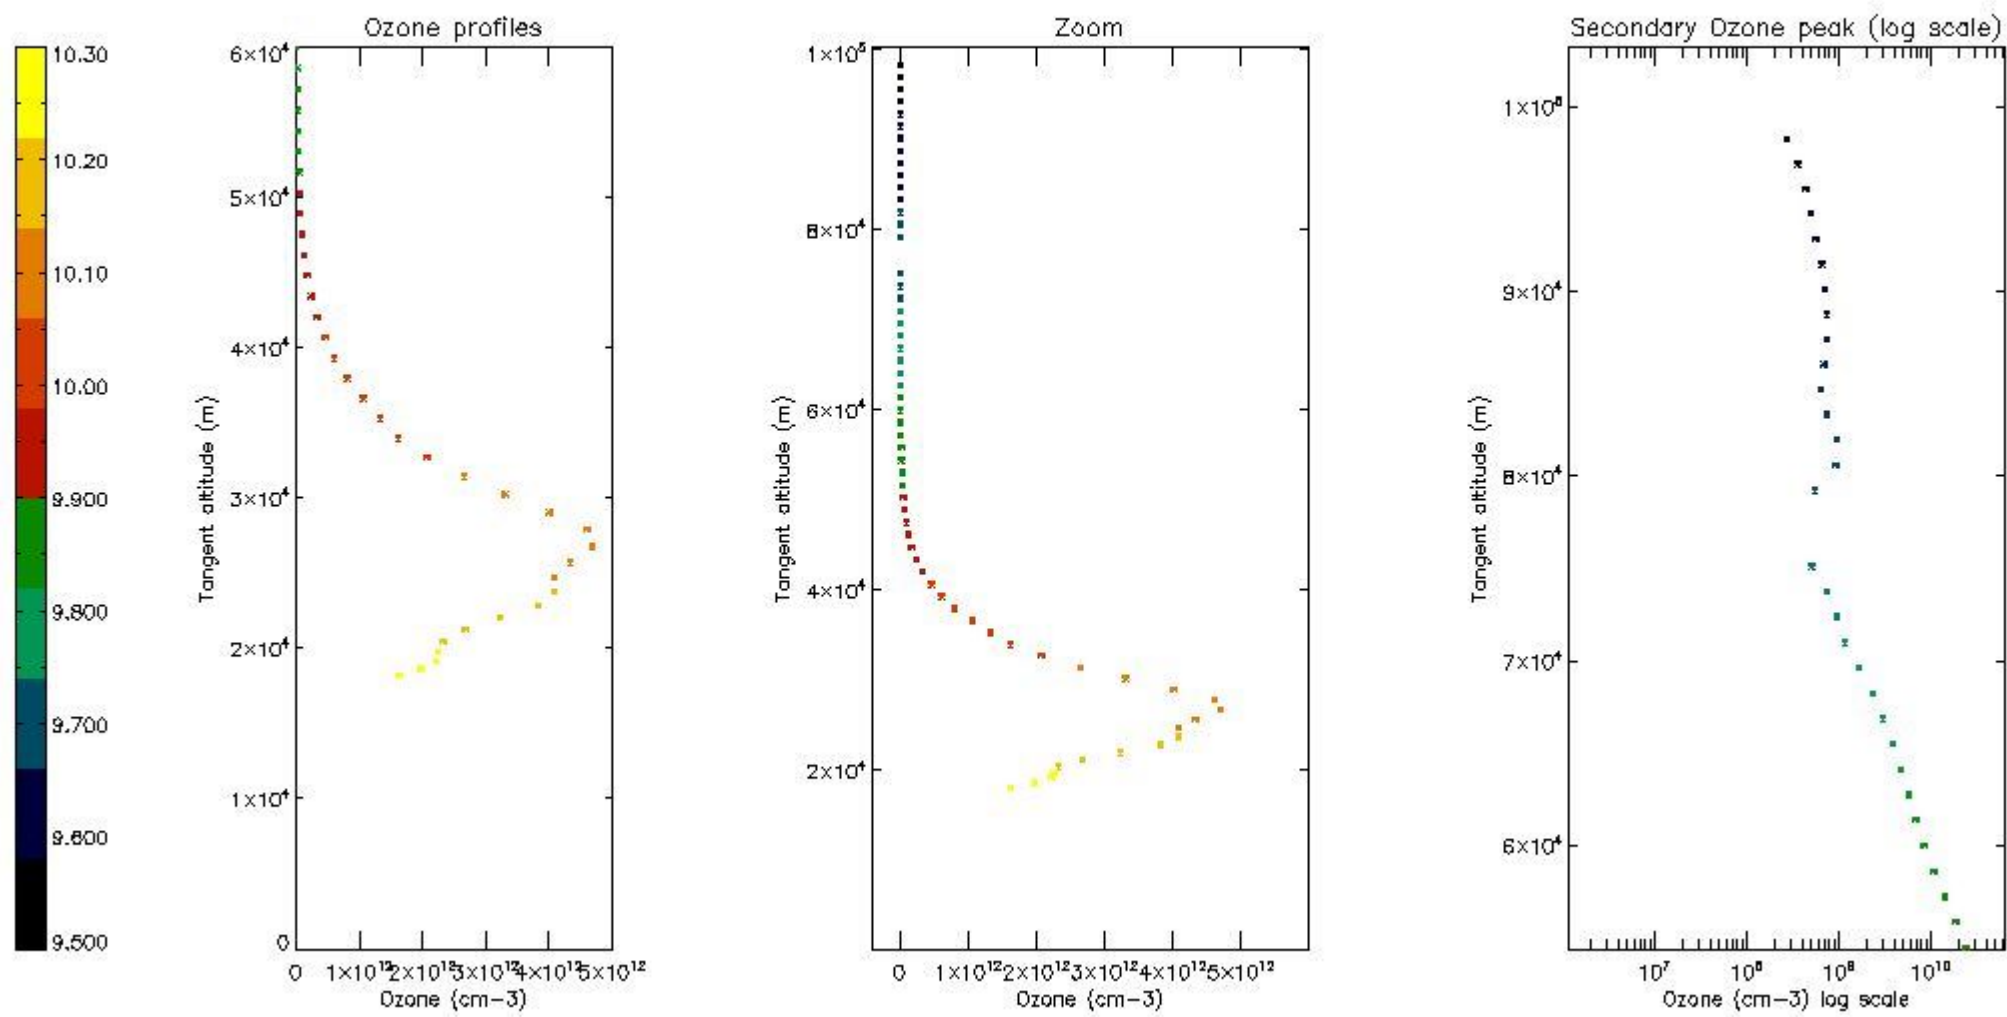 Ozone profiles
Zoom
Secondary Ozone peak (log scale)
10.30
10.20
10.10
10.00
9.900
9.800
9.700
9.600
9.500
Tangent altitude (m)
6×10⁴
5×10⁴
4×10⁴
3×10⁴
2×10⁴
1×10⁴
0
0 1×10¹² 2×10¹² 3×10¹² 4×10¹² 5×10¹²
Ozone (cm-3)
Tangent altitude (m)
1×10⁵
8×10⁴
6×10⁴
4×10⁴
2×10⁴
0 1×10¹² 2×10¹² 3×10¹² 4×10¹² 5×10¹²
Ozone (cm-3)
Tangent altitude (m)
1×10⁵
9×10⁴
8×10⁴
7×10⁴
6×10⁴
10⁷ 10⁸ 10⁹ 10¹⁰
Ozone (cm-3) log scale